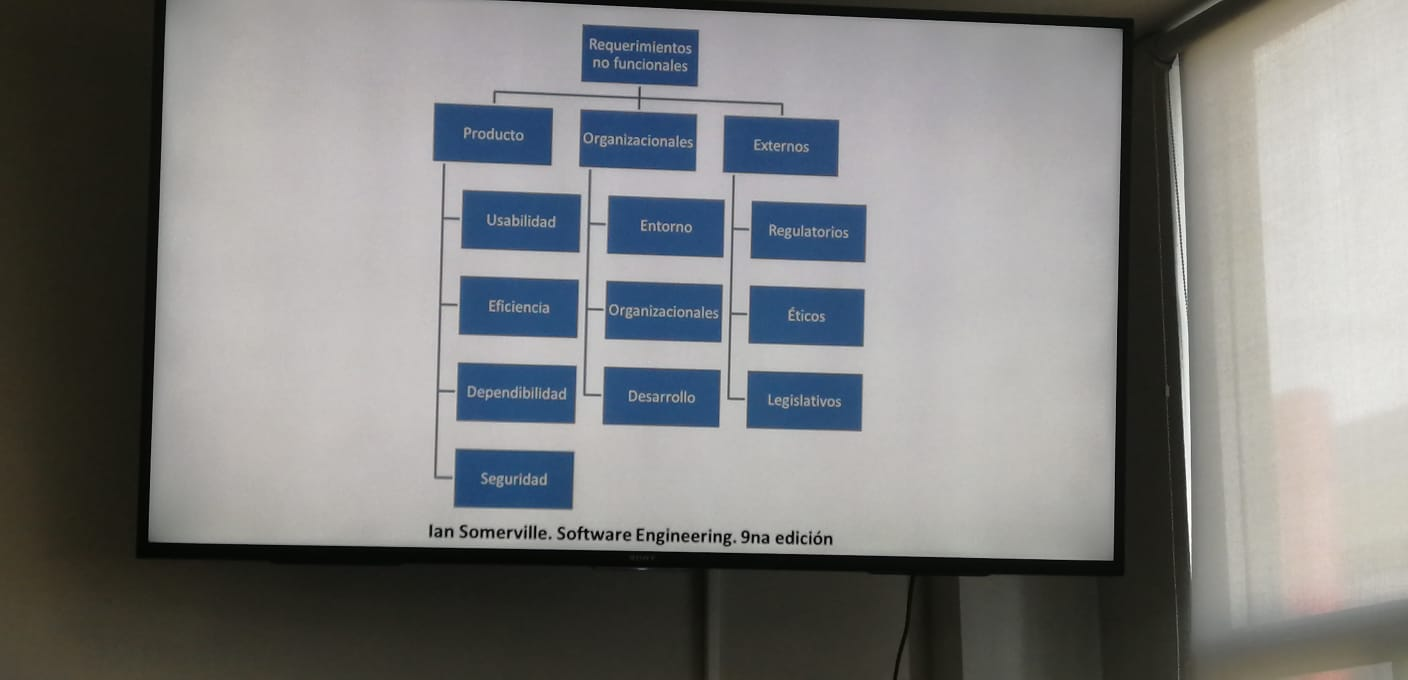 Requerimientos
no funcionales
Producto
Organizacionales
Externos
Usabilidad
Entorno
Regulatorios
Eficiencia
Organizacionales
Éticos
Dependibilidad
Desarrollo
Legislativos
Seguridad
Ian Somerville. Software Engineering. 9na edición
SONY